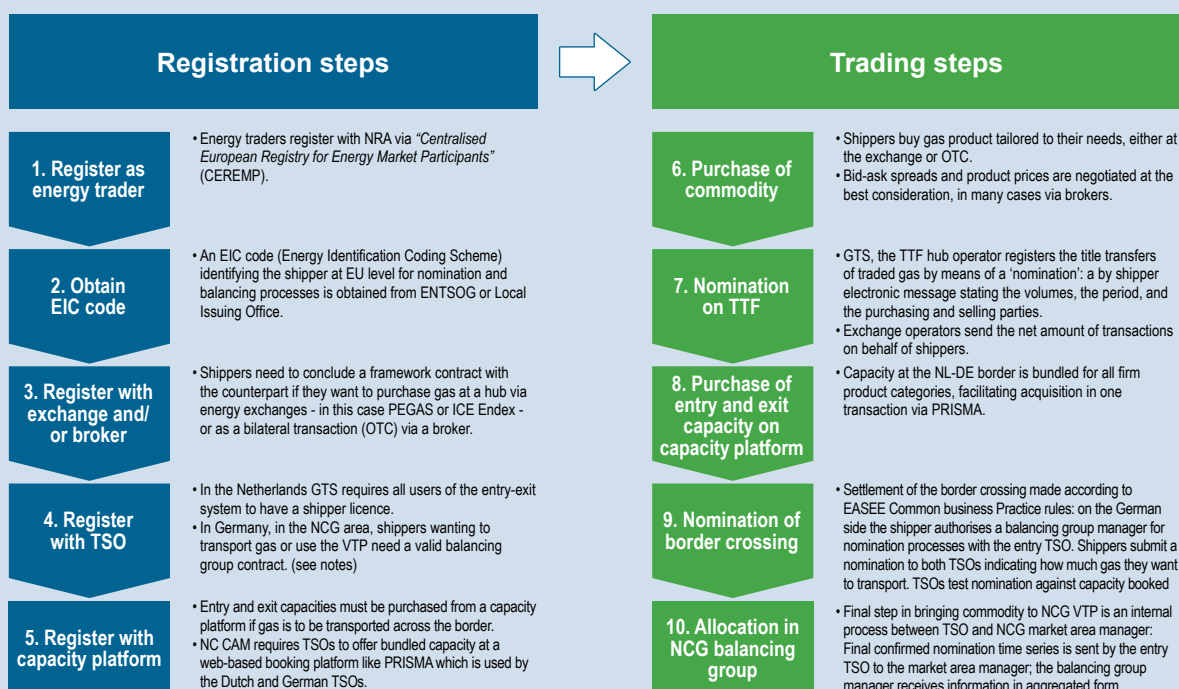 Registration steps
1. Register as
energy trader
• Energy traders register with NRA via “Centralised
European Registry for Energy Market Participants”
(CEREMP).
2. Obtain
EIC code
• An EIC code (Energy Identification Coding Scheme)
identifying the shipper at EU level for nomination and
balancing processes is obtained from ENTSOG or Local
Issuing Office.
3. Register with
exchange and/
or broker
• Shippers need to conclude a framework contract with
the counterpart if they want to purchase gas at a hub via
energy exchanges - in this case PEGAS or ICE Endex -
or as a bilateral transaction (OTC) via a broker.
4. Register
with TSO
• In the Netherlands GTS requires all users of the entry-exit
system to have a shipper licence.
• In Germany, in the NCG area, shippers wanting to
transport gas or use the VTP need a valid balancing
group contract. (see notes)
5. Register with
capacity platform
• Entry and exit capacities must be purchased from a capacity
platform if gas is to be transported across the border.
• NC CAM requires TSOs to offer bundled capacity at a
web-based booking platform like PRISMA which is used by
the Dutch and German TSOs.
Trading steps
6. Purchase of
commodity
• Shippers buy gas product tailored to their needs, either at
the exchange or OTC.
• Bid-ask spreads and product prices are negotiated at the
best consideration, in many cases via brokers.
7. Nomination
on TTF
• GTS, the TTF hub operator registers the title transfers
of traded gas by means of a ‘nomination’: a by shipper
electronic message stating the volumes, the period, and
the purchasing and selling parties.
• Exchange operators send the net amount of transactions
on behalf of shippers.
8. Purchase of
entry and exit
capacity on
capacity platform
• Capacity at the NL-DE border is bundled for all firm
product categories, facilitating acquisition in one
transaction via PRISMA.
9. Nomination of
border crossing
• Settlement of the border crossing made according to
EASEE Common business Practice rules: on the German
side the shipper authorises a balancing group manager for
nomination processes with the entry TSO. Shippers submit a
nomination to both TSOs indicating how much gas they want
to transport. TSOs test nomination against capacity booked
10. Allocation in
NCG balancing
group
• Final step in bringing commodity to NCG VTP is an internal
process between TSO and NCG market area manager:
Final confirmed nomination time series is sent by the entry
TSO to the market area manager; the balancing group
manager receives information in aggregated form